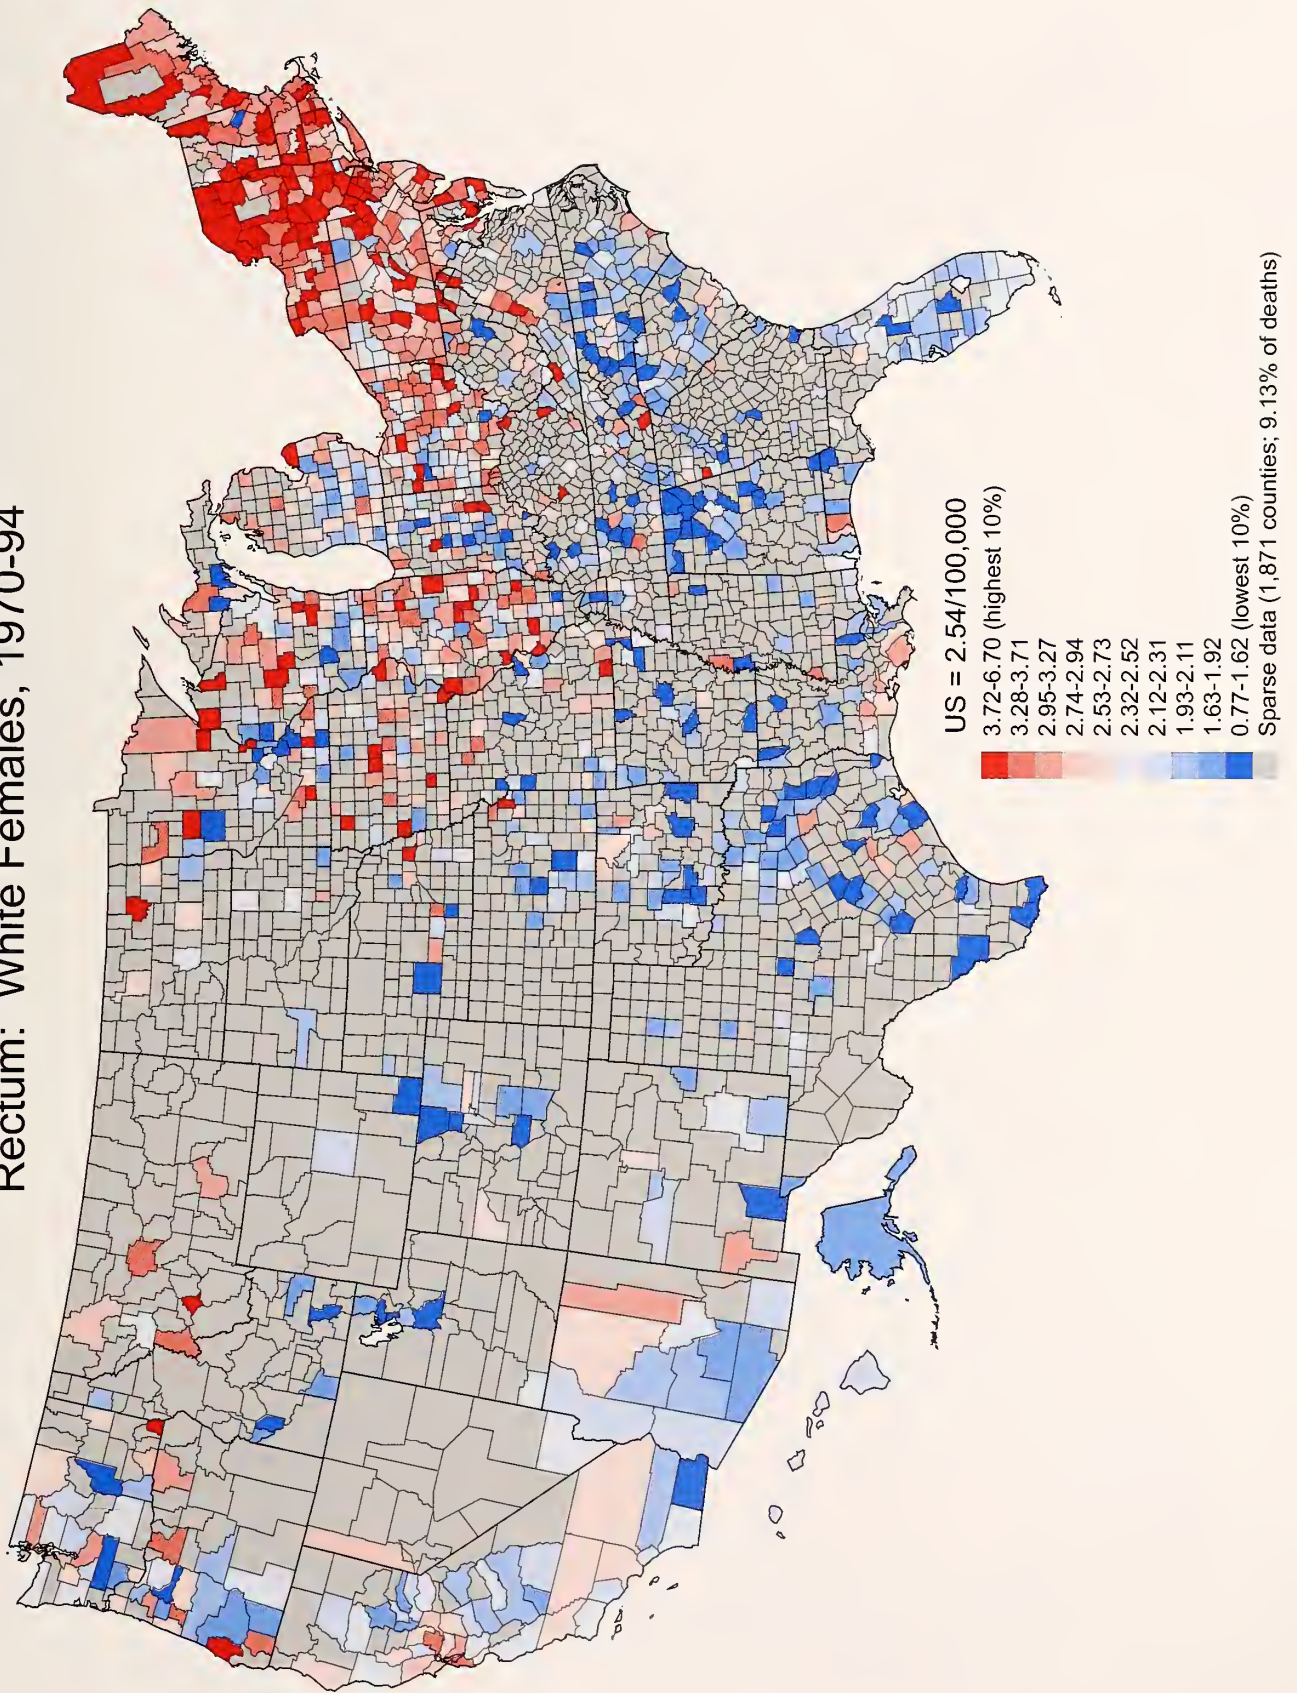 Rectum: White Females, 1970-94
US = 2.54/100,000
3.72-6.70 (highest 10%)
3.28-3.71
2.95-3.27
2.74-2.94
2.53-2.73
2.32-2.52
2.12-2.31
1.93-2.11
1.63-1.92
0.77-1.62 (lowest 10%)
Sparse data (1,871 counties; 9.13% of deaths)